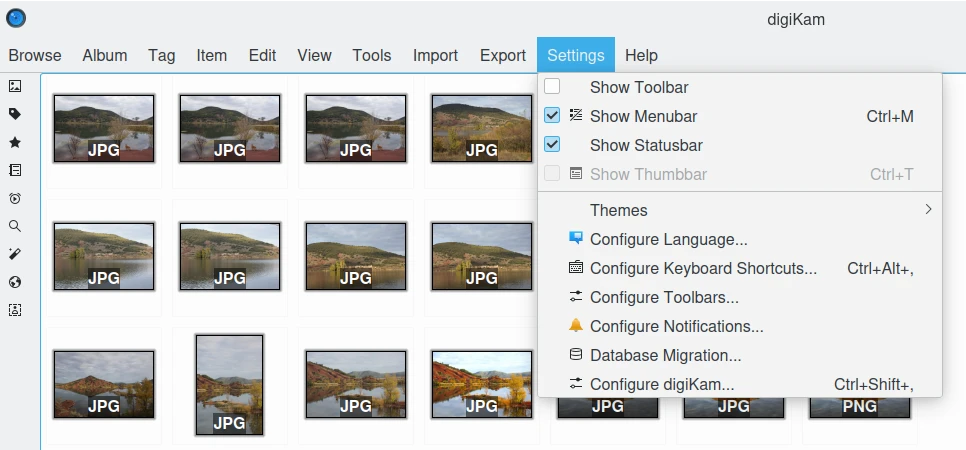 digiKam
Browse Album Tag Item Edit View Tools Import Export Settings Help
Show Toolbar
Show Menubar Ctrl+M
Show Statusbar
Show Thumbbar Ctrl+T
Themes
Configure Language...
Configure Keyboard Shortcuts... Ctrl+Alt+,
Configure Toolbars...
Configure Notifications...
Database Migration...
Configure digiKam... Ctrl+Shift+,
JPG JPG JPG JPG
JPG JPG JPG JPG
JPG JPG JPG JPG JPG JPG PNG